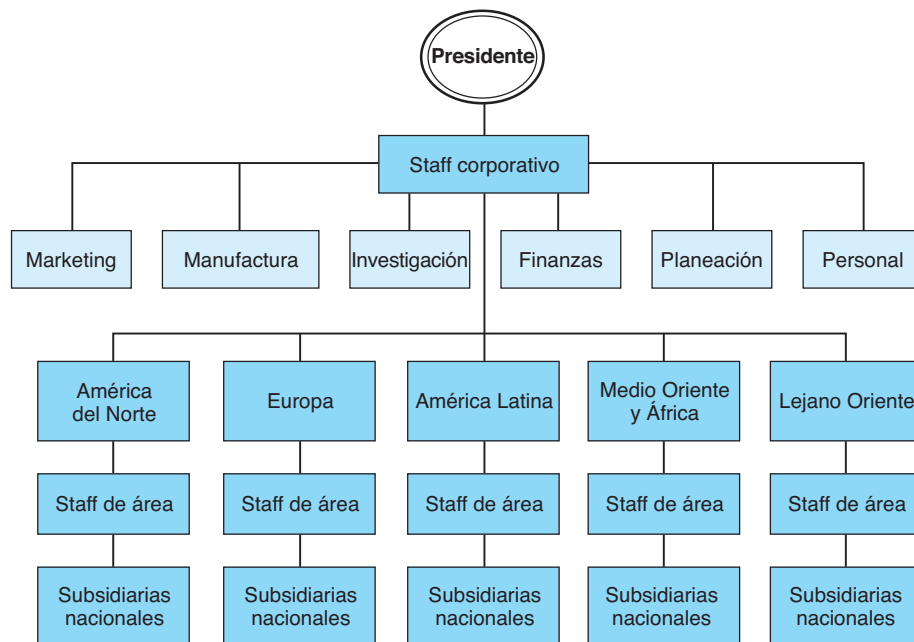 Presidente
Staff corporativo
Marketing
Manufactura
Investigación
Finanzas
Planeación
Personal
América
del Norte
Europa
América Latina
Medio Oriente
y África
Lejano Oriente
Staff de área
Staff de área
Staff de área
Staff de área
Staff de área
Subsidiarias
nacionales
Subsidiarias
nacionales
Subsidiarias
nacionales
Subsidiarias
nacionales
Subsidiarias
nacionales